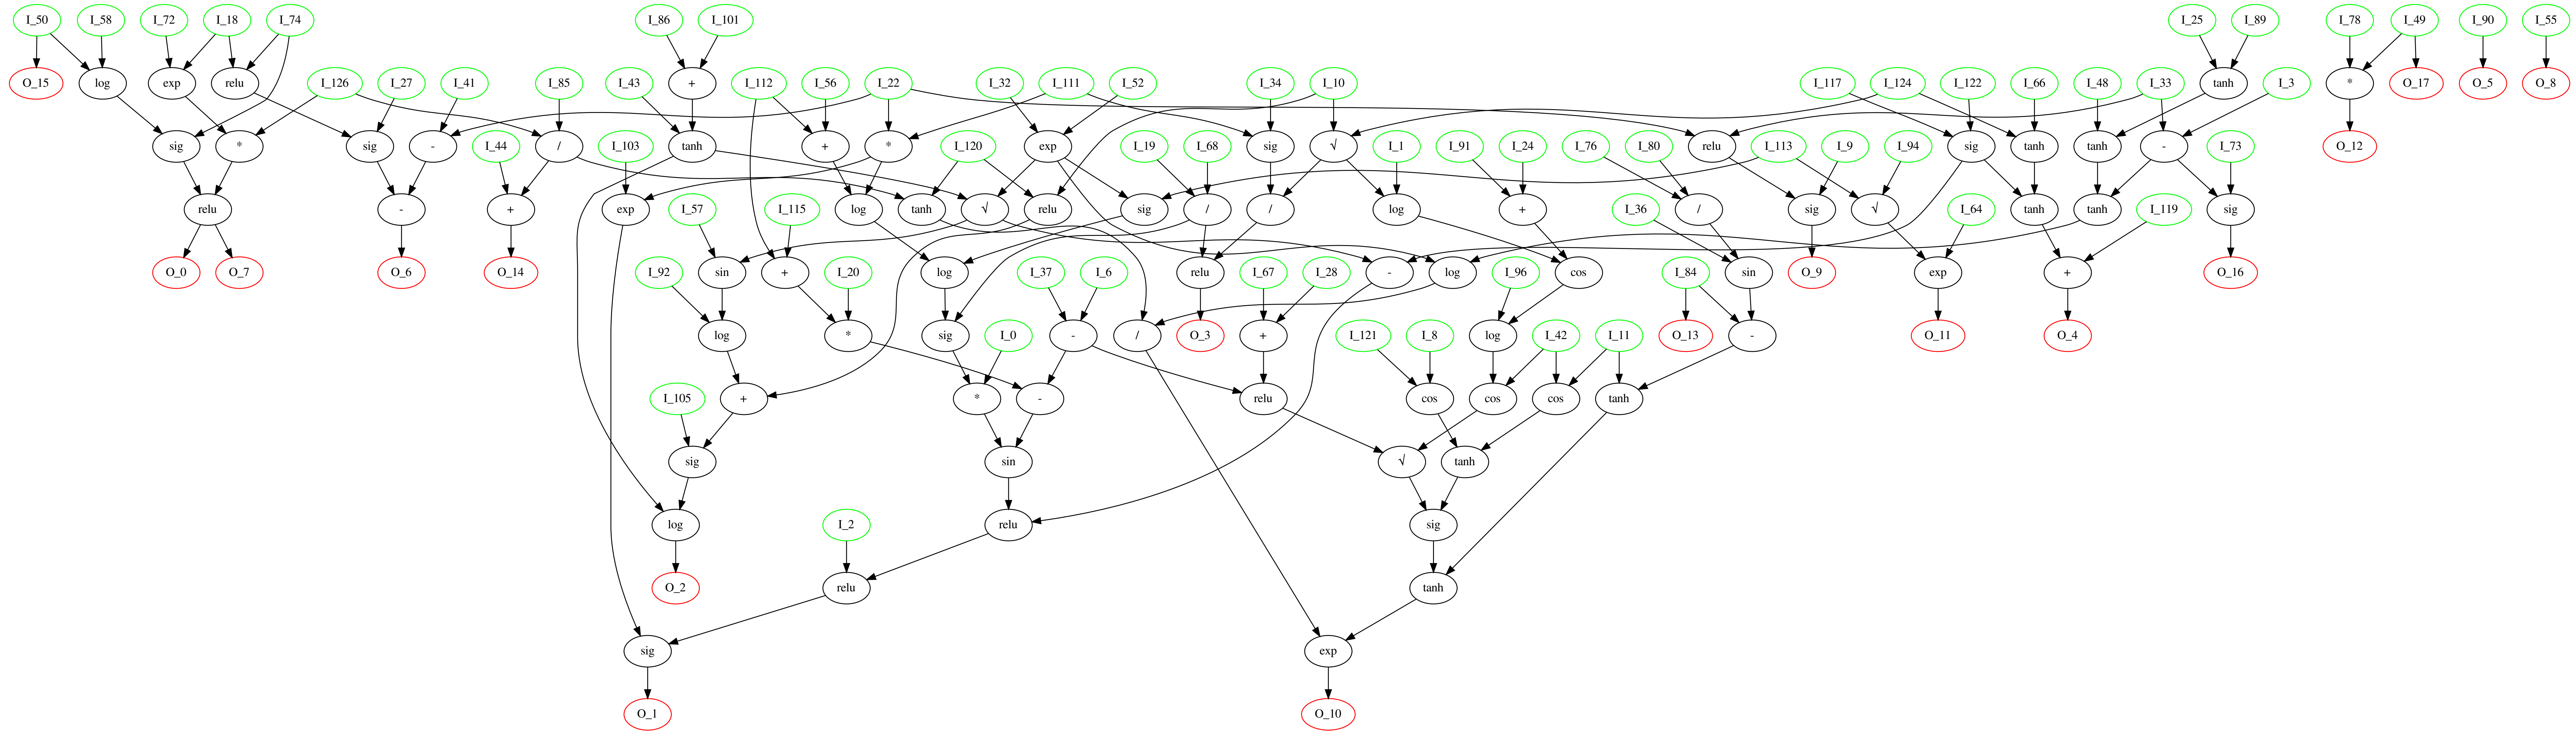 I_50 I_58 I_72 I_18 I_74 I_86 I_101 I_25 I_89 I_78 I_49 I_90 I_55
O_15 log exp relu I_126 I_27 I_41 I_85 I_43 + I_112 I_56 I_22 I_32 I_111 I_52 I_34 I_10 I_117 I_124 I_122 I_66 I_48 I_33 tanh I_3 * O_17 O_5 O_8
sig * sig - I_44 / I_103 tanh + * I_120 exp I_19 I_68 sig √ I_1 I_91 I_24 I_76 I_80 relu I_113 I_9 I_94 sig tanh tanh - I_73 O_12
relu - + exp I_57 I_115 log tanh √ relu sig / / log + I_36 / sig √ I_64 tanh tanh I_119 sig
O_0 O_7 O_6 O_14 I_92 sin + I_20 log I_37 I_6 relu I_67 I_28 - log I_96 cos I_84 sin O_9 exp + O_16
log * sig I_0 - / O_3 + I_121 I_8 log I_42 I_11 O_13 - O_11 O_4
I_105 + * - relu cos cos cos tanh
sig sin √ tanh
log I_2 relu sig
O_2 relu tanh
sig exp
O_1 O_10